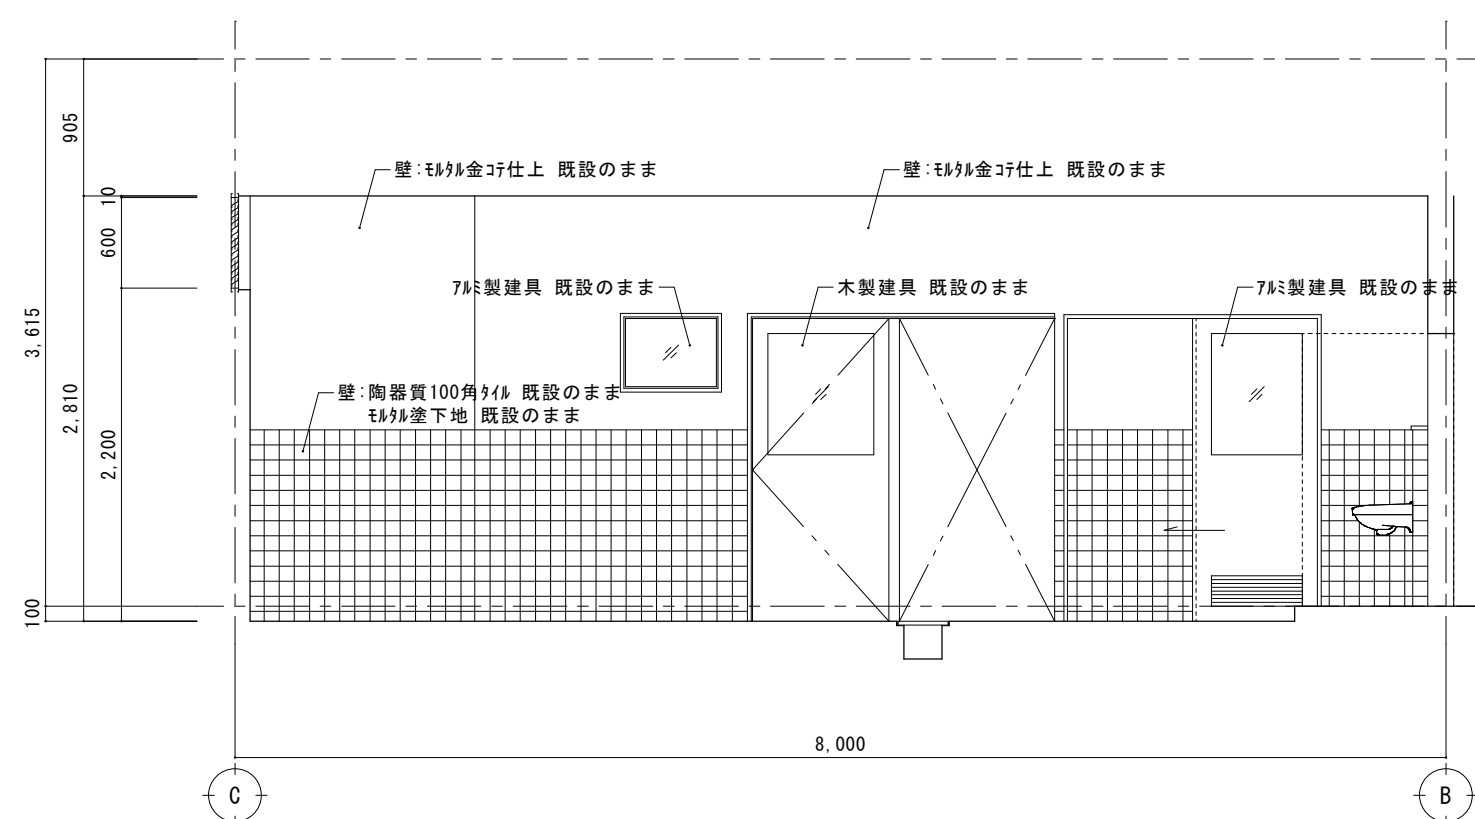 905
壁:ﾓﾙﾀﾙ金ｺﾃ仕上 既設のまま
壁:ﾓﾙﾀﾙ金ｺﾃ仕上 既設のまま
10
600
ｱﾙﾐ製建具 既設のまま
木製建具 既設のまま
ｱﾙﾐ製建具 既設のまま
3,615
2,810
壁:陶器質100角ﾀｲﾙ 既設のまま
ﾓﾙﾀﾙ塗下地 既設のまま
2,200
100
8,000
C
B